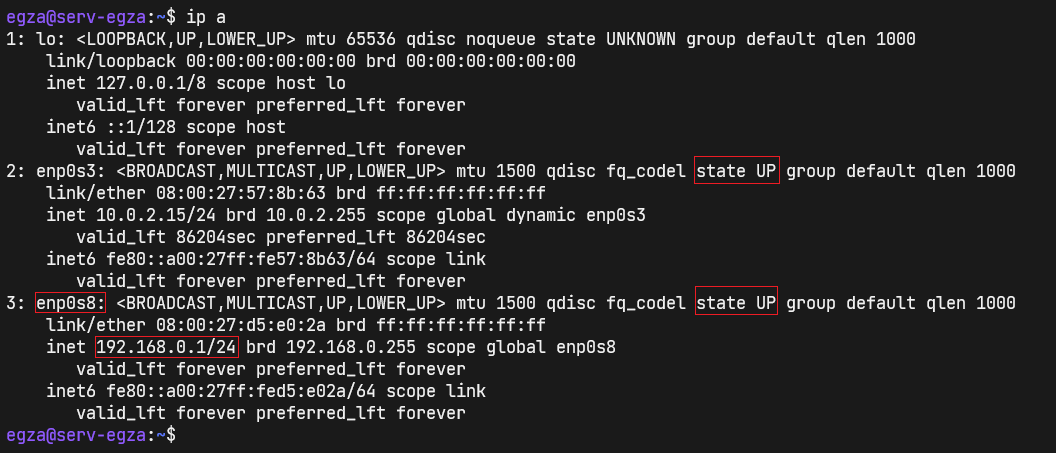 egza@serv-egza:~$ ip a
1: lo: <LOOPBACK,UP,LOWER_UP> mtu 65536 qdisc noqueue state UNKNOWN group default qlen 1000
link/loopback 00:00:00:00:00:00 brd 00:00:00:00:00:00
inet 127.0.0.1/8 scope host lo
valid_lft forever preferred_lft forever
inet6 ::1/128 scope host
valid_lft forever preferred_lft forever
2: enp0s3: <BROADCAST,MULTICAST,UP,LOWER_UP> mtu 1500 qdisc fq_codel state UP group default qlen 1000
link/ether 08:00:27:57:8b:63 brd ff:ff:ff:ff:ff:ff
inet 10.0.2.15/24 brd 10.0.2.255 scope global dynamic enp0s3
valid_lft 86204sec preferred_lft 86204sec
inet6 fe80::a00:27ff:fe57:8b63/64 scope link
valid_lft forever preferred_lft forever
3: enp0s8: <BROADCAST,MULTICAST,UP,LOWER_UP> mtu 1500 qdisc fq_codel state UP group default qlen 1000
link/ether 08:00:27:d5:e0:2a brd ff:ff:ff:ff:ff:ff
inet 192.168.0.1/24 brd 192.168.0.255 scope global enp0s8
valid_lft forever preferred_lft forever
inet6 fe80::a00:27ff:fed5:e02a/64 scope link
valid_lft forever preferred_lft forever
egza@serv-egza:~$